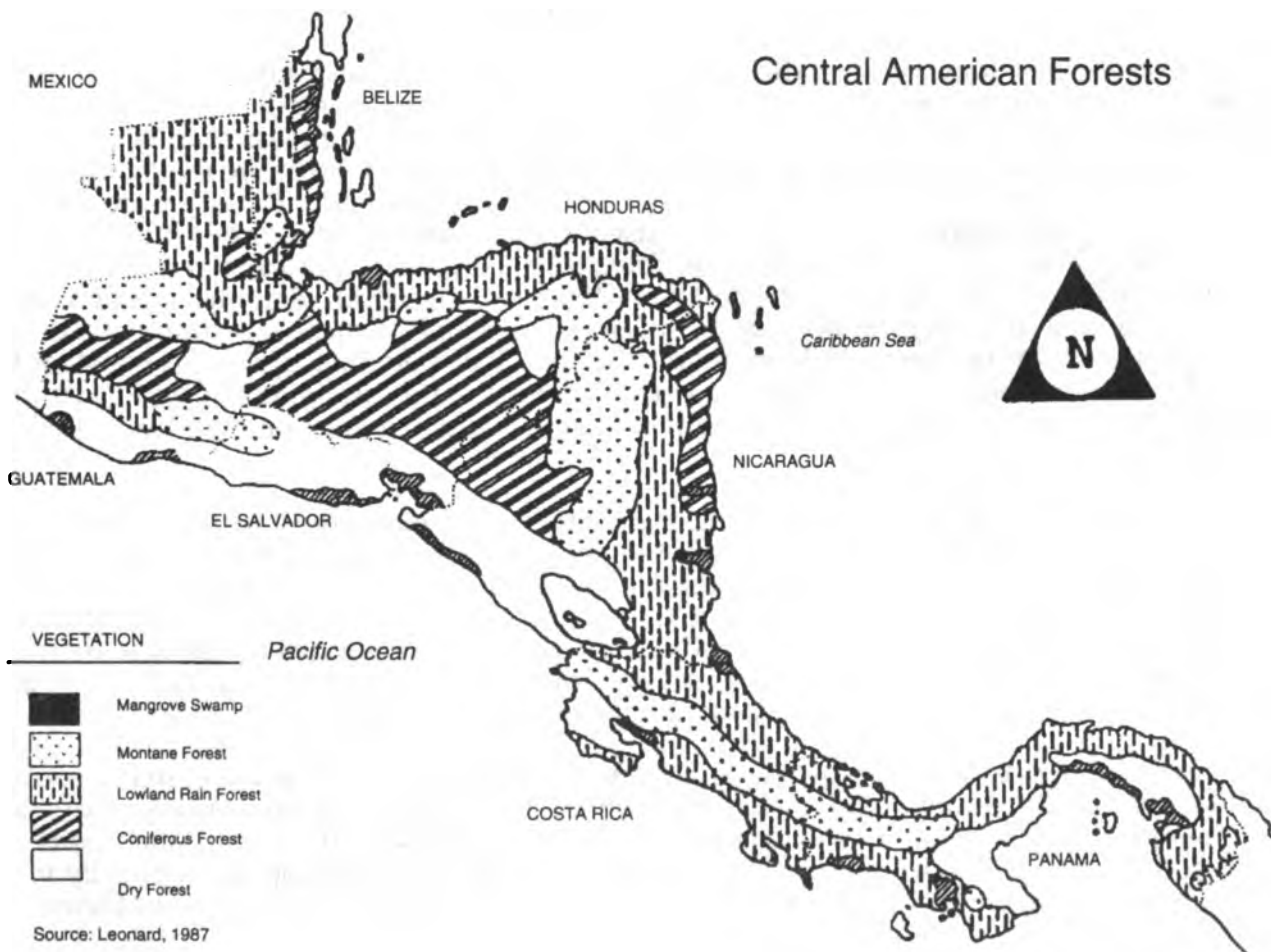 Central American Forests
MEXICO
BELIZE
HONDURAS
Caribbean Sea
N
NICARAGUA
GUATEMALA
EL SALVADOR
Pacific Ocean
COSTA RICA
PANAMA
VEGETATION
Mangrove Swamp
Montane Forest
Lowland Rain Forest
Coniferous Forest
Dry Forest
Source: Leonard, 1987